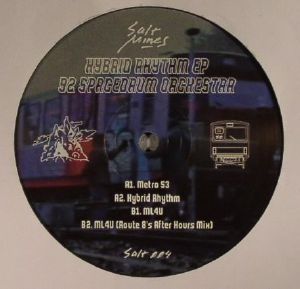 Salt
Mines
HYBRID RHYTHM EP
D2 SPACEDRUM ORCHESTRA
A1. Metro 53
A2. Hybrid Rhythm
B1. ML4U
B2. ML4U (Route 8's After Hours Mix)
Salt 004